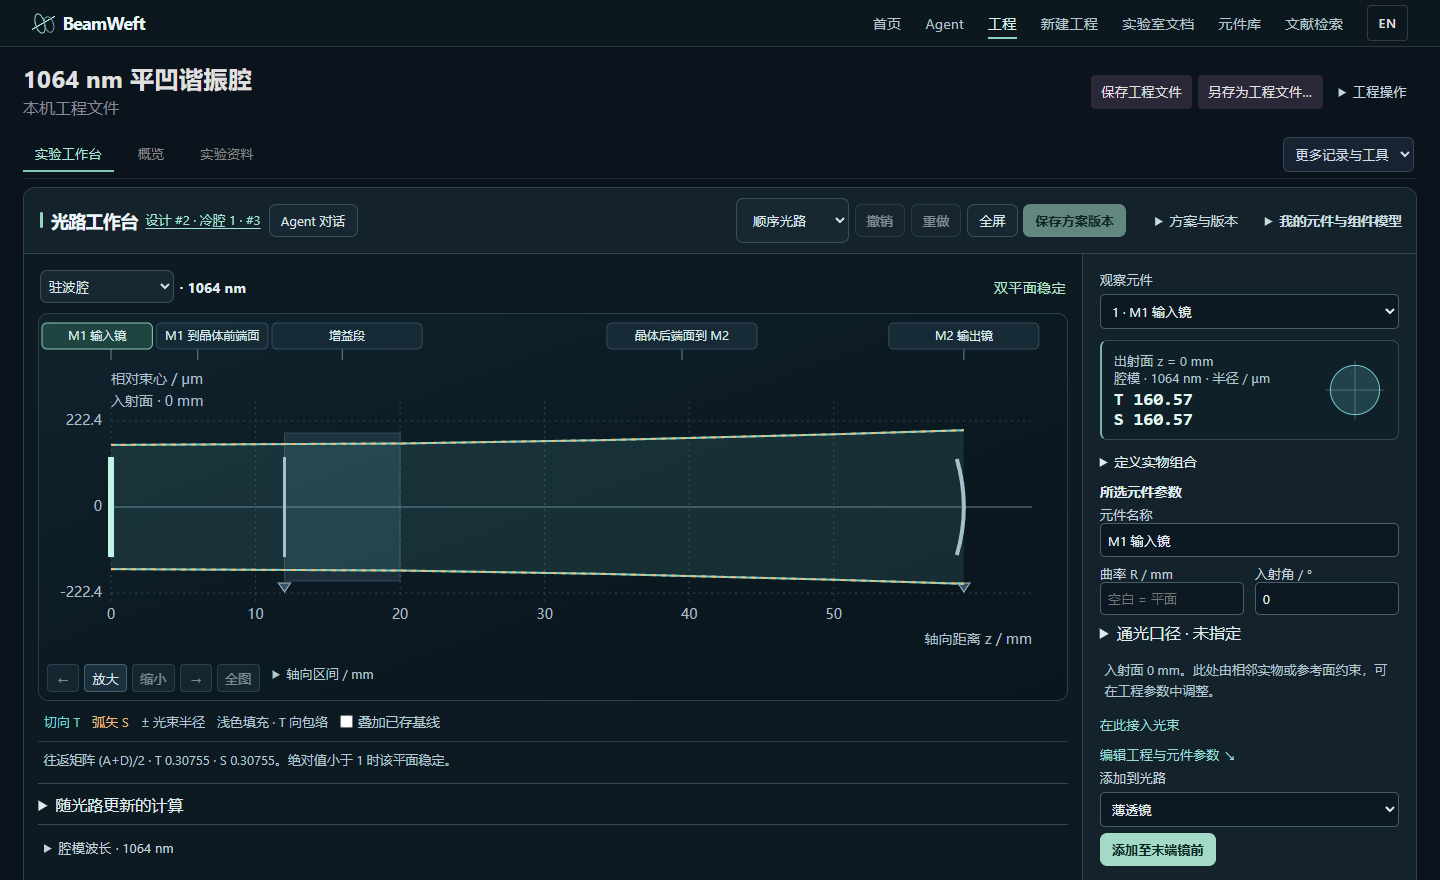 BeamWeft
首页
Agent
工程
新建工程
实验室文档
元件库
文献检索
EN
1064 nm 平凹谐振腔
本机工程文件
保存工程文件
另存为工程文件...
▶ 工程操作
实验工作台
概览
实验资料
更多记录与工具
光路工作台
设计 #2 · 冷腔 1 · #3
Agent 对话
顺序光路
撤销
重做
全屏
保存方案版本
▶ 方案与版本
▶ 我的元件与组件模型
驻波腔
· 1064 nm
双平面稳定
M1 输入镜
M1 到晶体前端面
增益段
晶体后端面到 M2
M2 输出镜
相对束心 / μm
入射面 · 0 mm
222.4
0
-222.4
0
10
20
30
40
50
轴向距离 z / mm
←
放大
缩小
→
全图
▶ 轴向区间 / mm
切向 T
弧矢 S
± 光束半径
浅色填充 · T 向包络
叠加已存基线
往返矩阵 (A+D)/2 · T 0.30755 · S 0.30755。绝对值小于 1 时该平面稳定。
▶ 随光路更新的计算
▶ 腔模波长 · 1064 nm
观察元件
1 · M1 输入镜
出射面 z = 0 mm
腔模 · 1064 nm · 半径 / μm
T 160.57
S 160.57
▶ 定义实物组合
所选元件参数
元件名称
M1 输入镜
曲率 R / mm
入射角 / °
空白 = 平面
0
▶ 通光口径 · 未指定
入射面 0 mm。此处由相邻实物或参考面约束，可
在工程参数中调整。
在此接入光束
编辑工程与元件参数 ↘
添加到光路
薄透镜
添加至末端镜前